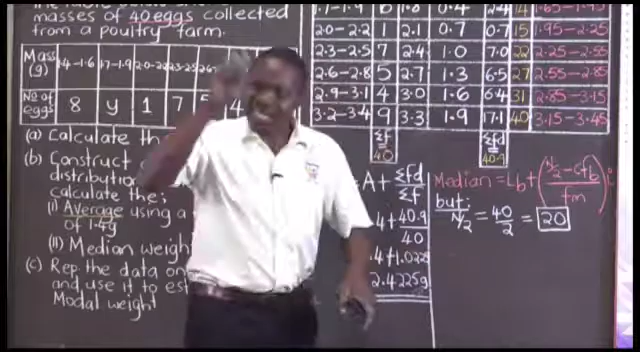 masses of 40 eggs collected
from a poultry farm.
Mass (g) 1.4-1.6 1.7-1.9 2.0-2.2 2.3-2.5
No of eggs 8 y 1 7 4
(a) Calculate th
(b) Construct
distribution
calculate the;
(i) Average using a
of 1.4g
(ii) Median weigh
(c) Rep. the data on
and use it to est
Modal weight
1.7-1.9 6 1.8 0.4 2.4 14 1.65-1.95
2.0-2.2 1 2.1 0.7 0.7 15 1.95-2.25
2.3-2.5 7 2.4 1.0 7.0 22 2.25-2.55
2.6-2.8 5 2.7 1.3 6.5 27 2.55-2.85
2.9-3.1 4 3.0 1.6 6.4 31 2.85-3.15
3.2-3.4 9 3.3 1.9 17.1 40 3.15-3.45
Σf = 40 Σfd = 40.9
= A + Σfd/Σf
4 + 40.9/40
.4 + 1.022
2.4225g
Median = Lb + (N/2 - cfb / fm) i
but:
N/2 = 40/2 = 20